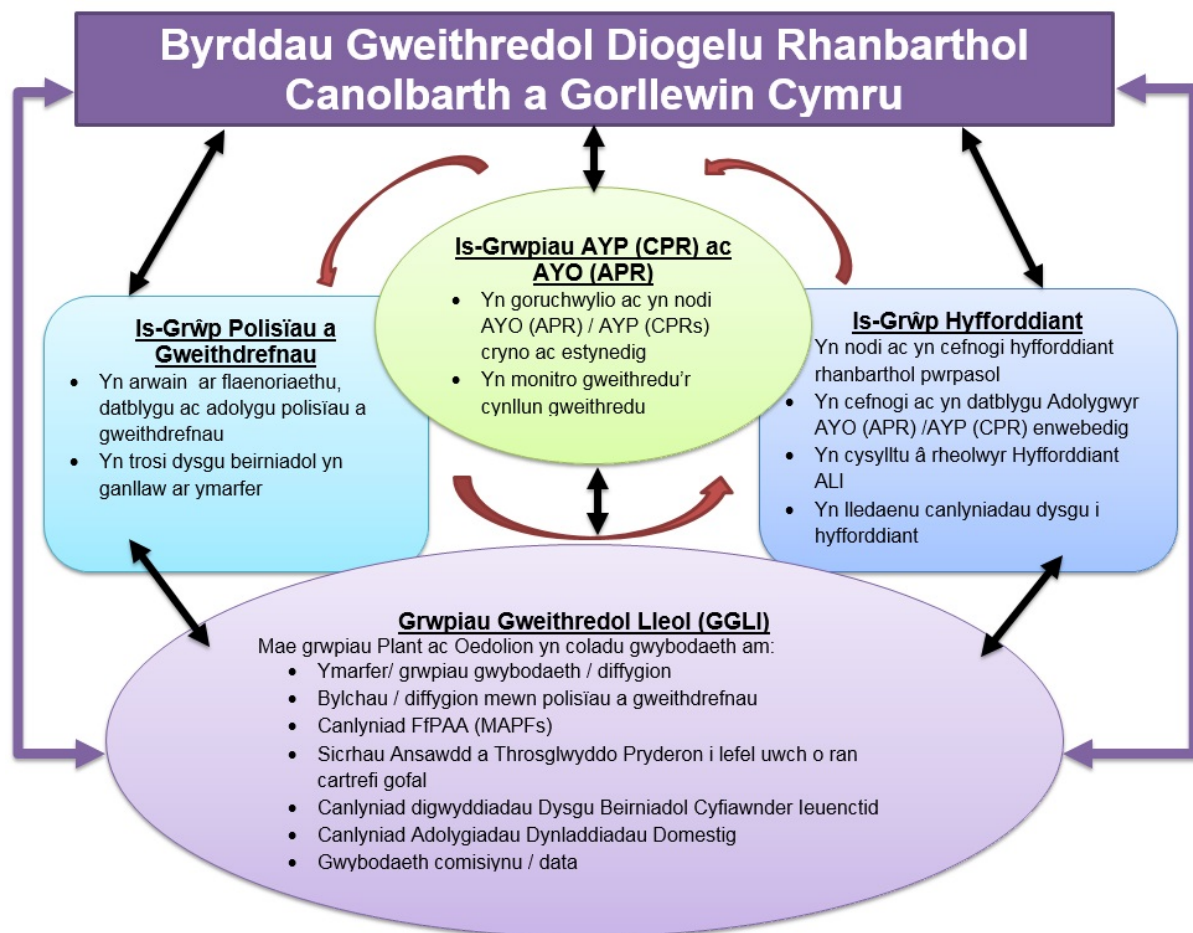 Byrddau Gweithredol Diogelu Rhanbarthol
Canolbarth a Gorllewin Cymru
Is-Grwpiau AYP (CPR) ac
AYO (APR)
• Yn goruchwylio ac yn nodi
AYO (APR) / AYP (CPRs)
cryno ac estynedig
• Yn monitro gweithredu'r
cynllun gweithredu
Is-Grŵp Polisïau a
Gweithdrefnau
• Yn arwain ar flaenoriaethu,
datblygu ac adolygu polisïau a
gweithdrefnau
• Yn trosi dysgu beirniadol yn
ganllaw ar ymarfer
Is-Grŵp Hyfforddiant
Yn nodi ac yn cefnogi hyfforddiant
rhanbarthol pwrpasol
• Yn cefnogi ac yn datblygu Adolygwyr
AYO (APR) /AYP (CPR) enwebedig
• Yn cysylltu â rheolwyr Hyfforddiant
ALI
• Yn lledaenu canlyniadau dysgu i
hyfforddiant
Grwpiau Gweithredol Lleol (GGLI)
Mae grwpiau Plant ac Oedolion yn coladu gwybodaeth am:
• Ymarfer/ grwpiau gwybodaeth / diffygion
• Bylchau / diffygion mewn polisïau a gweithdrefnau
• Canlyniad FfPAA (MAPFs)
• Sicrhau Ansawdd a Throsglwyddo Pryderon i lefel uwch o ran
cartrefi gofal
• Canlyniad digwyddiadau Dysgu Beirniadol Cyfiawnder Ieuenctid
• Canlyniad Adolygiadau Dynladdiadau Domestig
• Gwybodaeth comisiynu / data